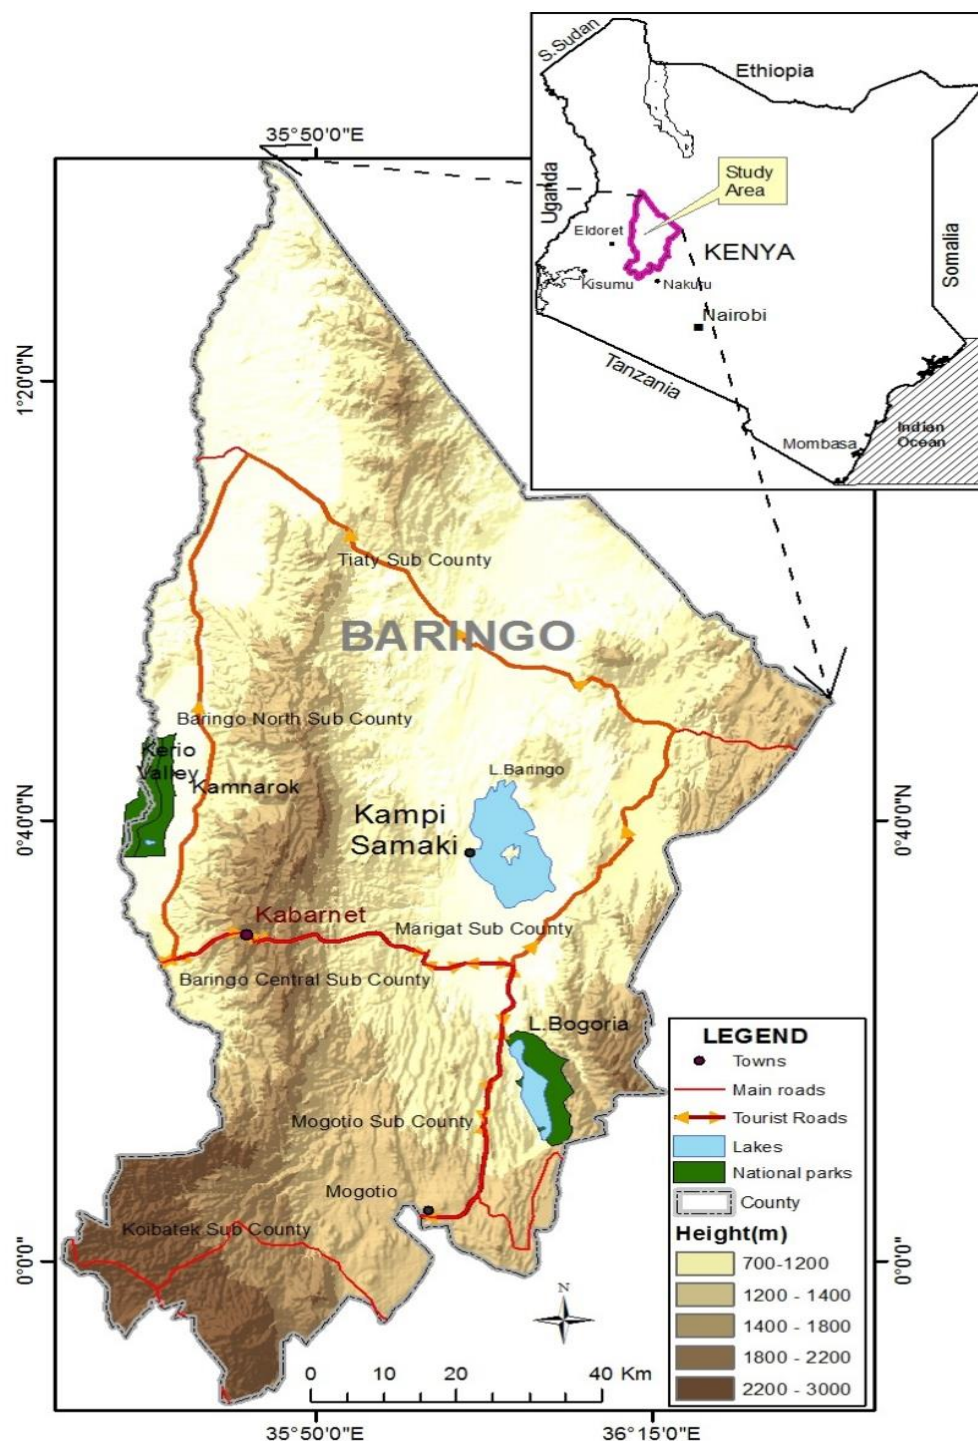 S.Sudan
Ethiopia
Uganda
Study
Area
Eldoret
KENYA
Somalia
Kisumu
Nakuru
Nairobi
Tanzania
Mombasa
Indian
Ocean
35°50'0"E
1°20'0"N
Tiaty Sub County
BARINGO
Baringo North Sub County
Kerio
Valley
Kamnarok
L.Baringo
Kampi
Samaki
0°40'0"N
0°40'0"N
Kabarnet
Marigat Sub County
Baringo Central Sub County
L.Bogoria
Mogotio Sub County
Mogotio
Koibatek Sub County
0°0'0"
0°0'0"
LEGEND
Towns
Main roads
Tourist Roads
Lakes
National parks
County
Height(m)
700-1200
1200 - 1400
1400 - 1800
1800 - 2200
2200 - 3000
N
0 10 20 40 Km
35°50'0"E
36°15'0"E